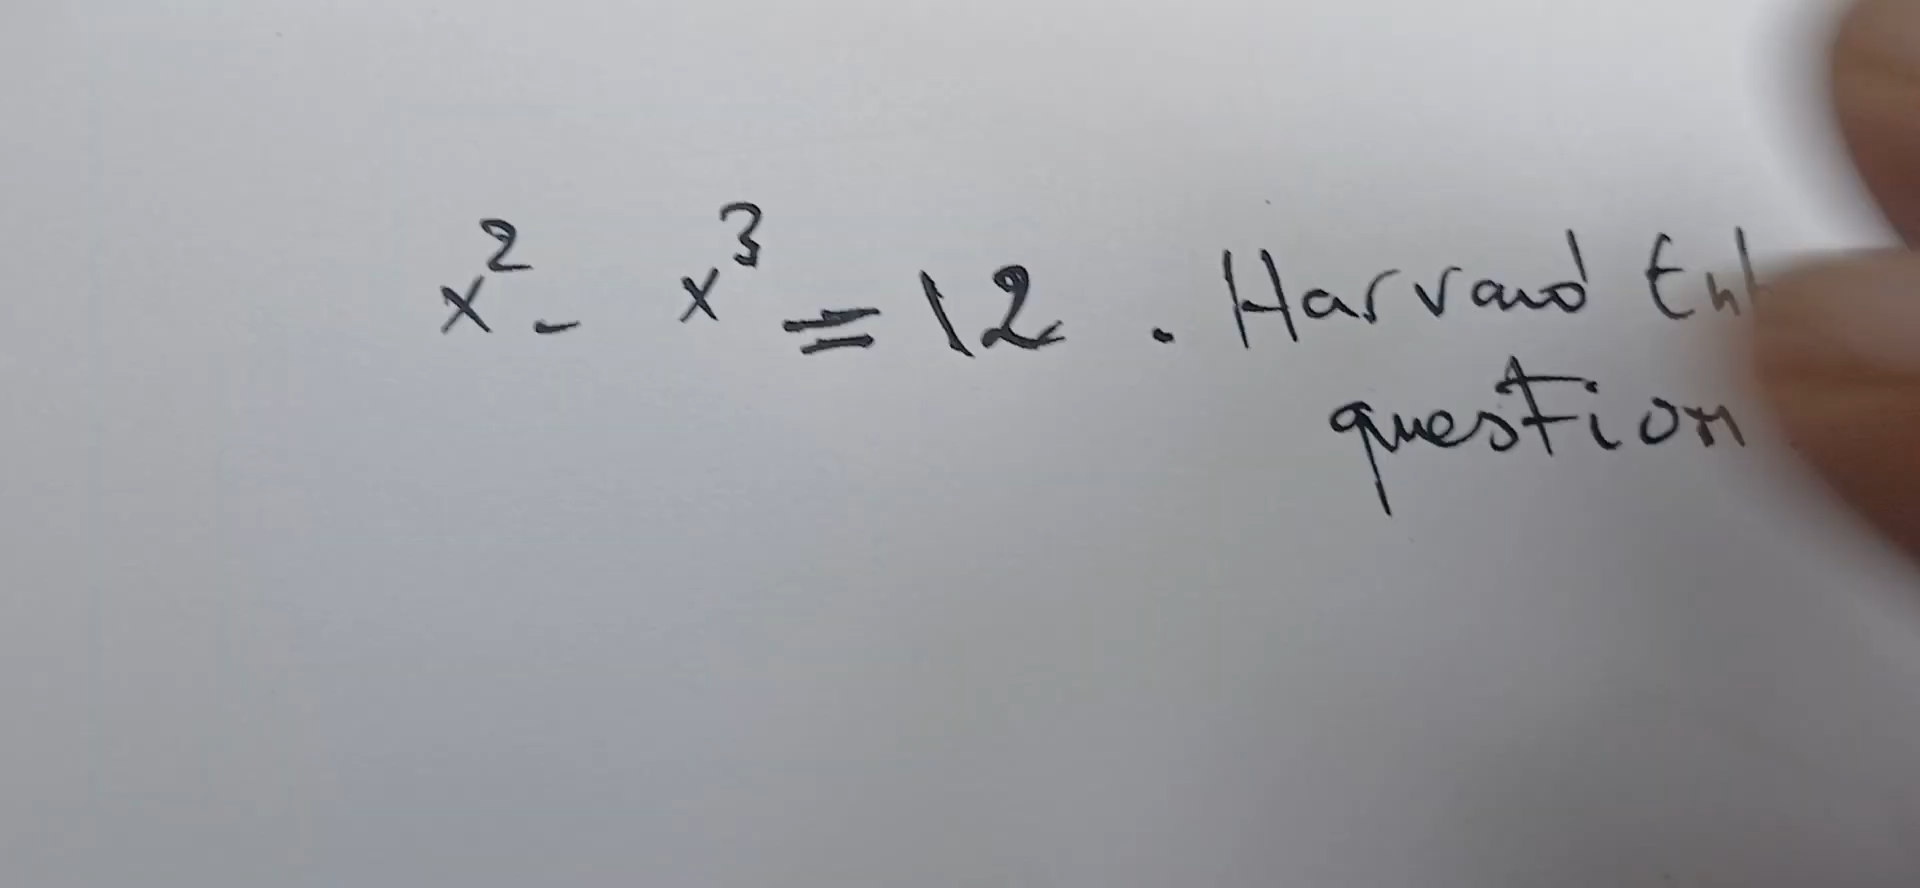 x² - x³ = 12 . Harvard
question